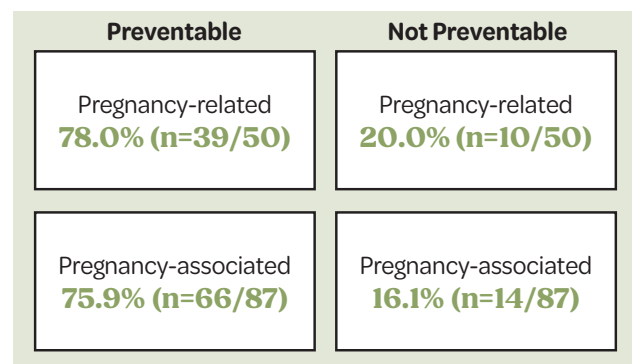 Preventable
Not Preventable
Pregnancy-related
78.0% (n=39/50)
Pregnancy-related
20.0% (n=10/50)
Pregnancy-associated
75.9% (n=66/87)
Pregnancy-associated
16.1% (n=14/87)